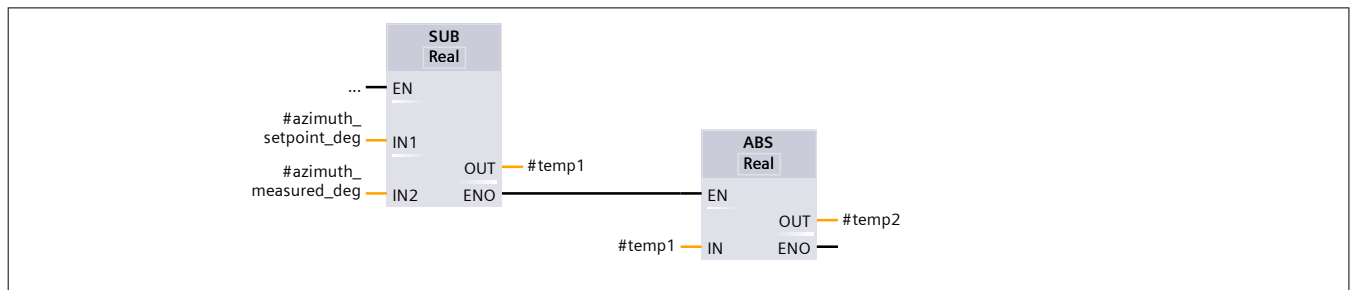 SUB
Real
... EN
#azimuth_
setpoint_deg IN1
#azimuth_
measured_deg IN2
OUT #temp1
ENO
ABS
Real
EN
OUT #temp2
#temp1 IN
ENO